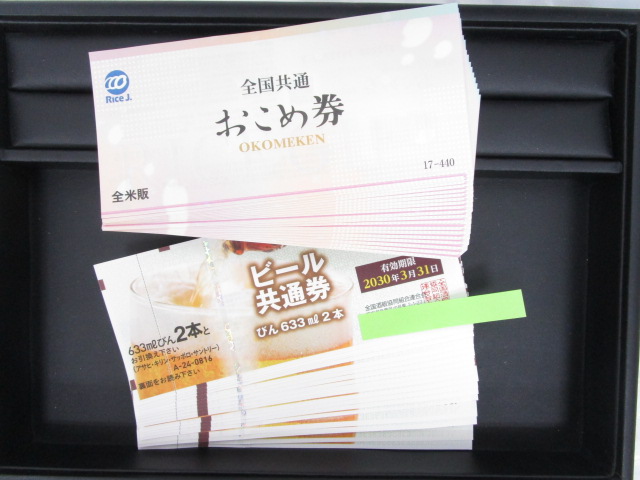 Rice J.
全国共通
おこめ券
OKOMEKEN
17-440
全米販
ビール
共通券
びん633㎖2本
有効期限
2030年3月31日
633㎖びん2本と
お引換え下さい
(アサヒ・キリン・サッポロ・サントリー)
A-24-0816
裏面をお読み下さい